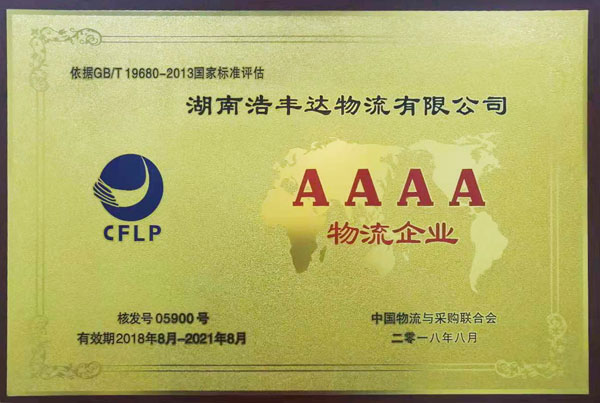 依据GB/T 19680-2013国家标准评估
湖南浩丰达物流有限公司
AAAA
物流企业
CFLP
核发号 05900 号
有效期2018年8月-2021年8月
中国物流与采购联合会
二零一八年八月